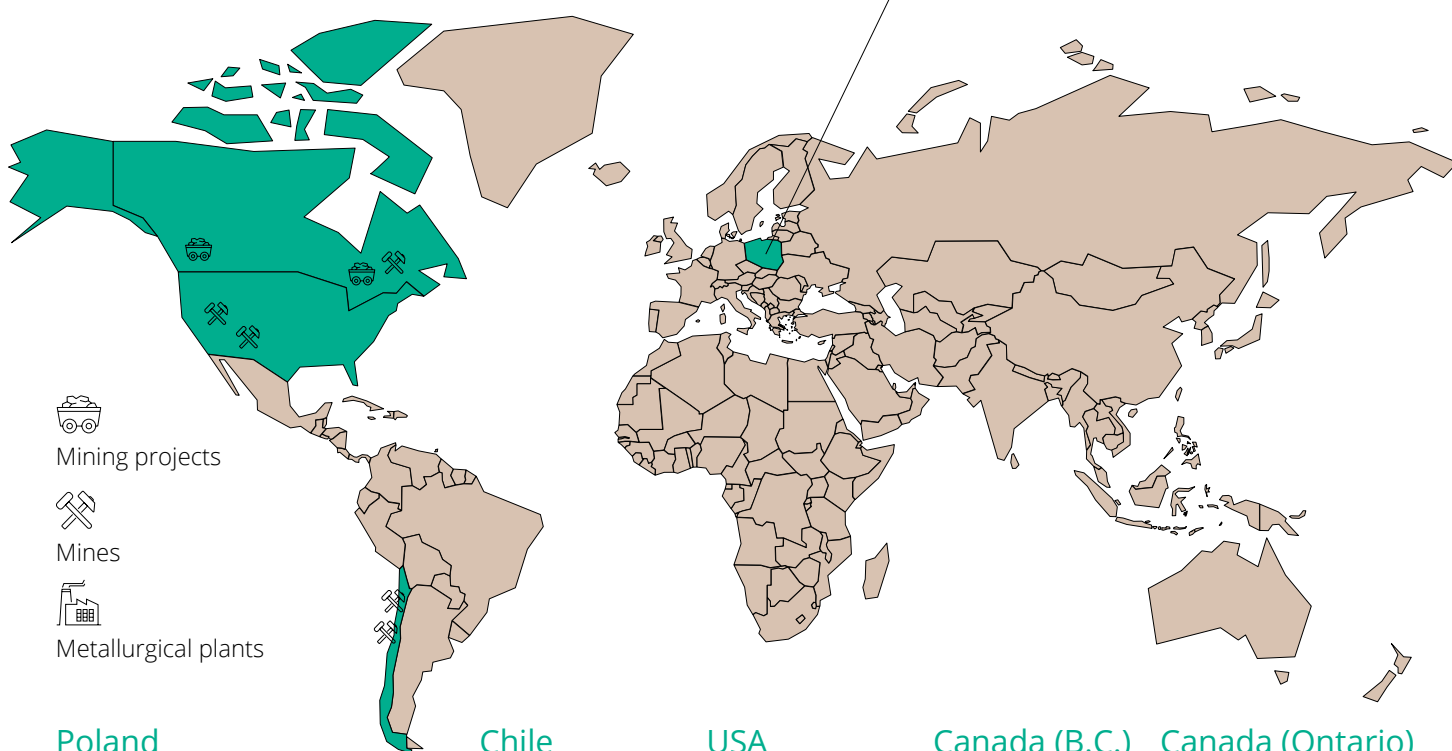 Mining projects
Mines
Metallurgical plants
Poland Chile USA Canada (B.C.) Canada (Ontario)